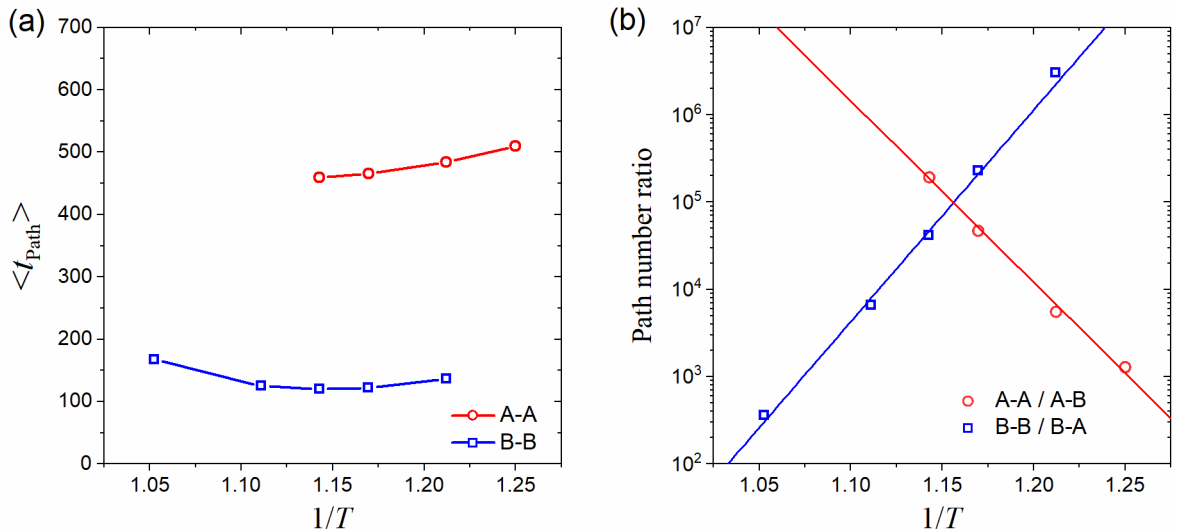 (a)
700
600
500
400
300
200
100
0
<t_Path>
1.05 1.10 1.15 1.20 1.25
1/T
A-A
B-B
(b)
10^7
10^6
10^5
10^4
10^3
10^2
Path number ratio
1.05 1.10 1.15 1.20 1.25
1/T
A-A / A-B
B-B / B-A